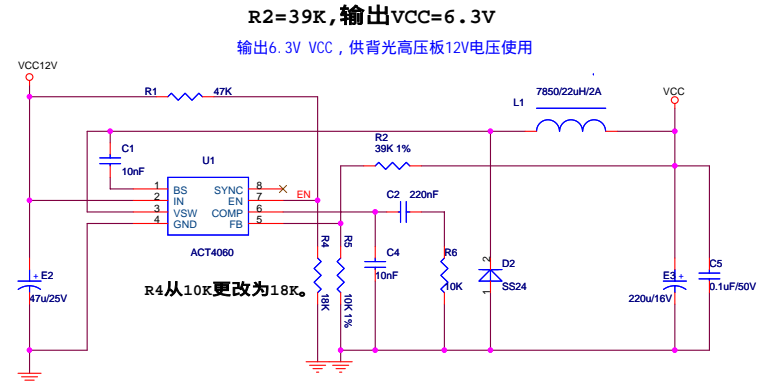 R2=39K,输出VCC=6.3V
输出6.3V VCC，供背光高压板12V电压使用
VCC12V
R1 47K
7850/22uH/2A
L1
VCC
C1
10nF
U1
R2
39K 1%
1 BS SYNC 8
2 IN EN 7 EN
3 VSW COMP 6
4 GND FB 5
ACT4060
C2 220nF
C4
10nF
R6
10K
R4
18K
R5
10K 1%
2
D2
1
SS24
E2
+
47u/25V
R4从10K更改为18K。
E3
+
220u/16V
C5
0.1uF/50V